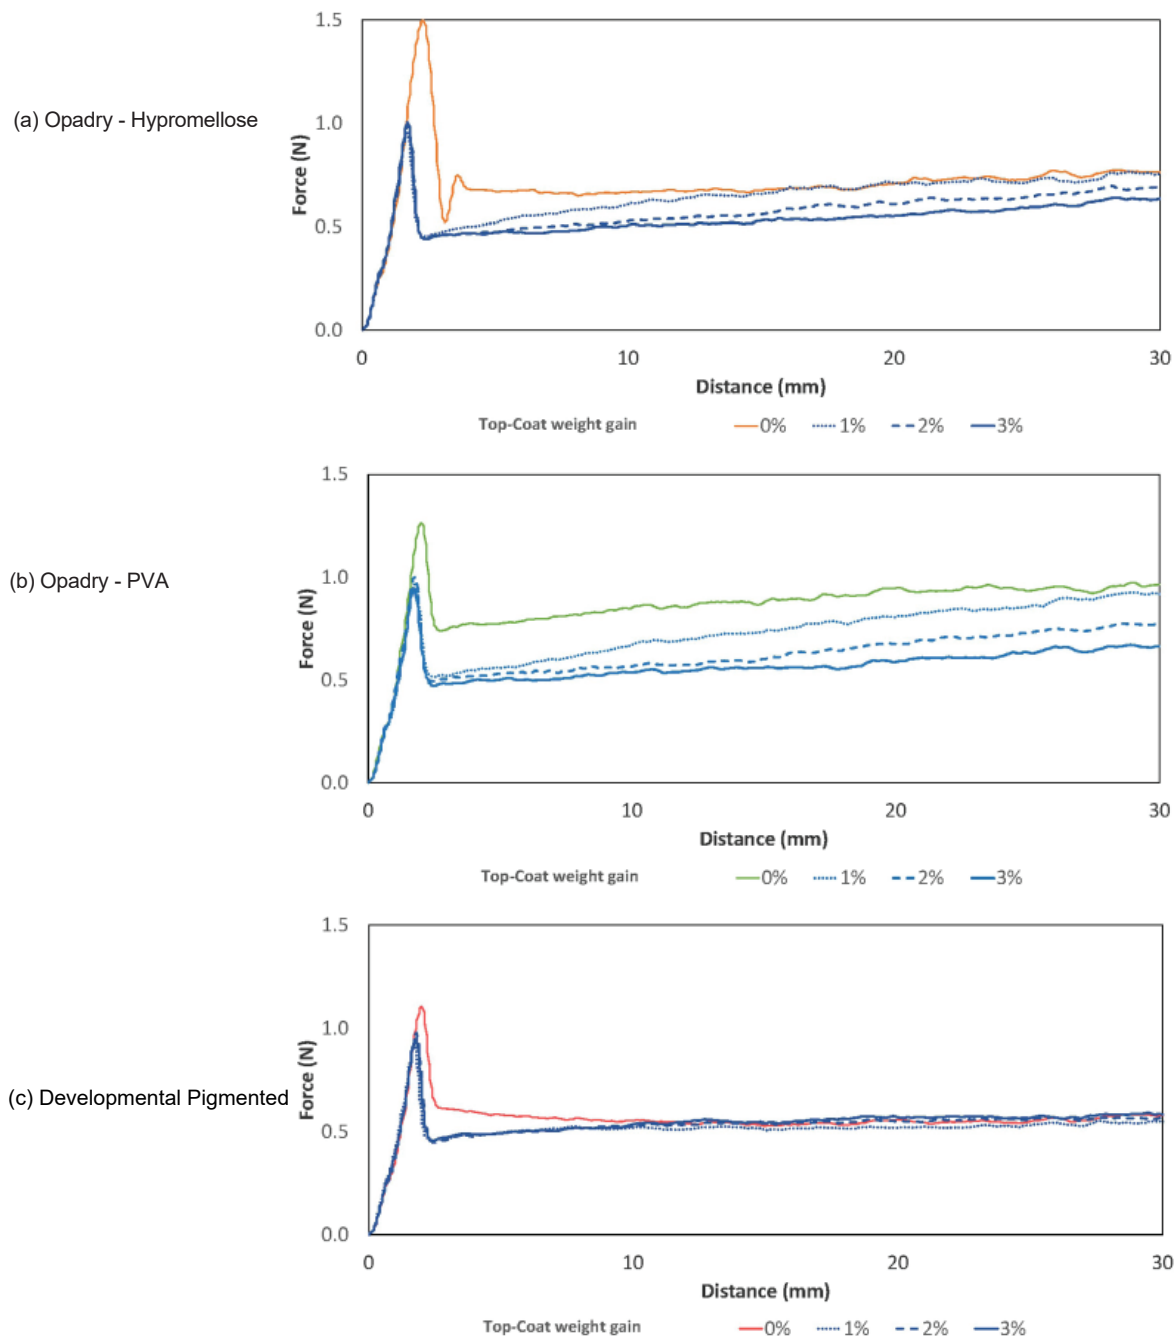 1.5
(a) Opadry - Hypromellose
1.0
Force (N)
0.5
0.0
0 10 20 30
Distance (mm)
Top-Coat weight gain 0% 1% 2% 3%
1.5
(b) Opadry - PVA
1.0
Force (N)
0.5
0.0
0 10 20 30
Distance (mm)
Top-Coat weight gain 0% 1% 2% 3%
1.5
1.0
(c) Developmental Pigmented
Force (N)
0.5
0.0
0 10 20 30
Distance (mm)
Top-Coat weight gain 0% 1% 2% 3%